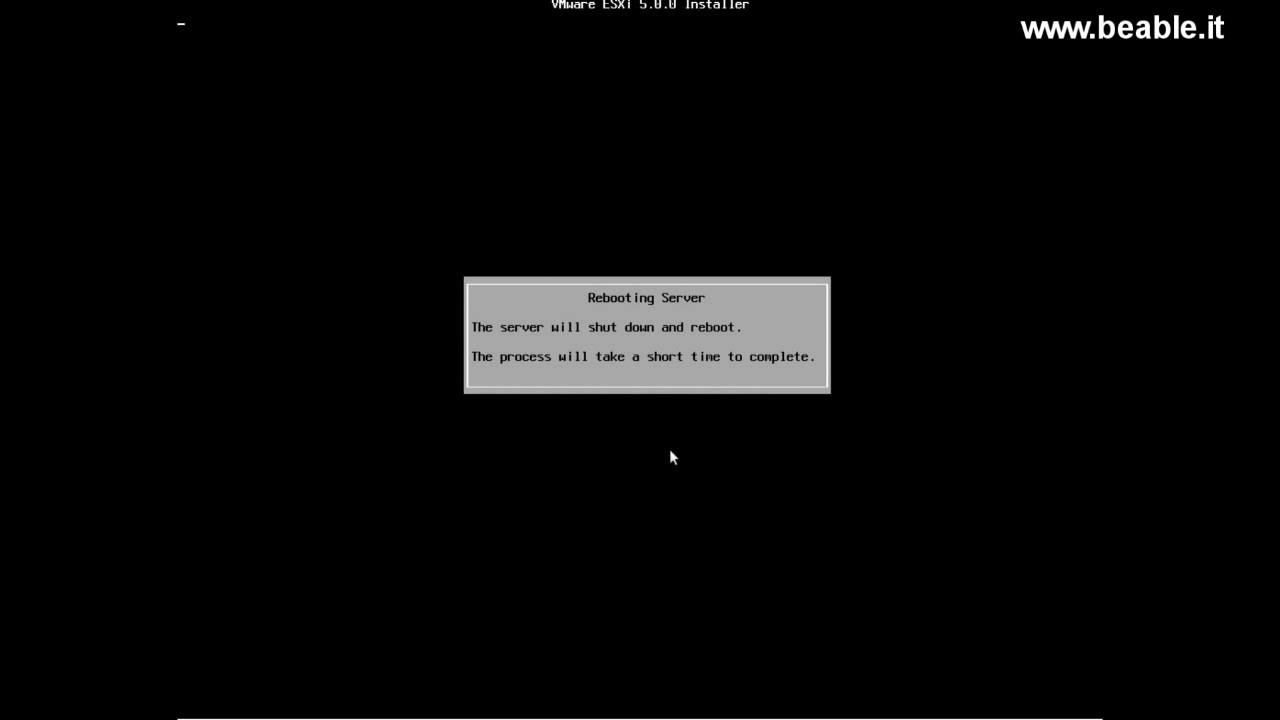 VMware ESXi 5.0.0 Installer
www.beable.it
Rebooting Server
The server will shut down and reboot.
The process will take a short time to complete.